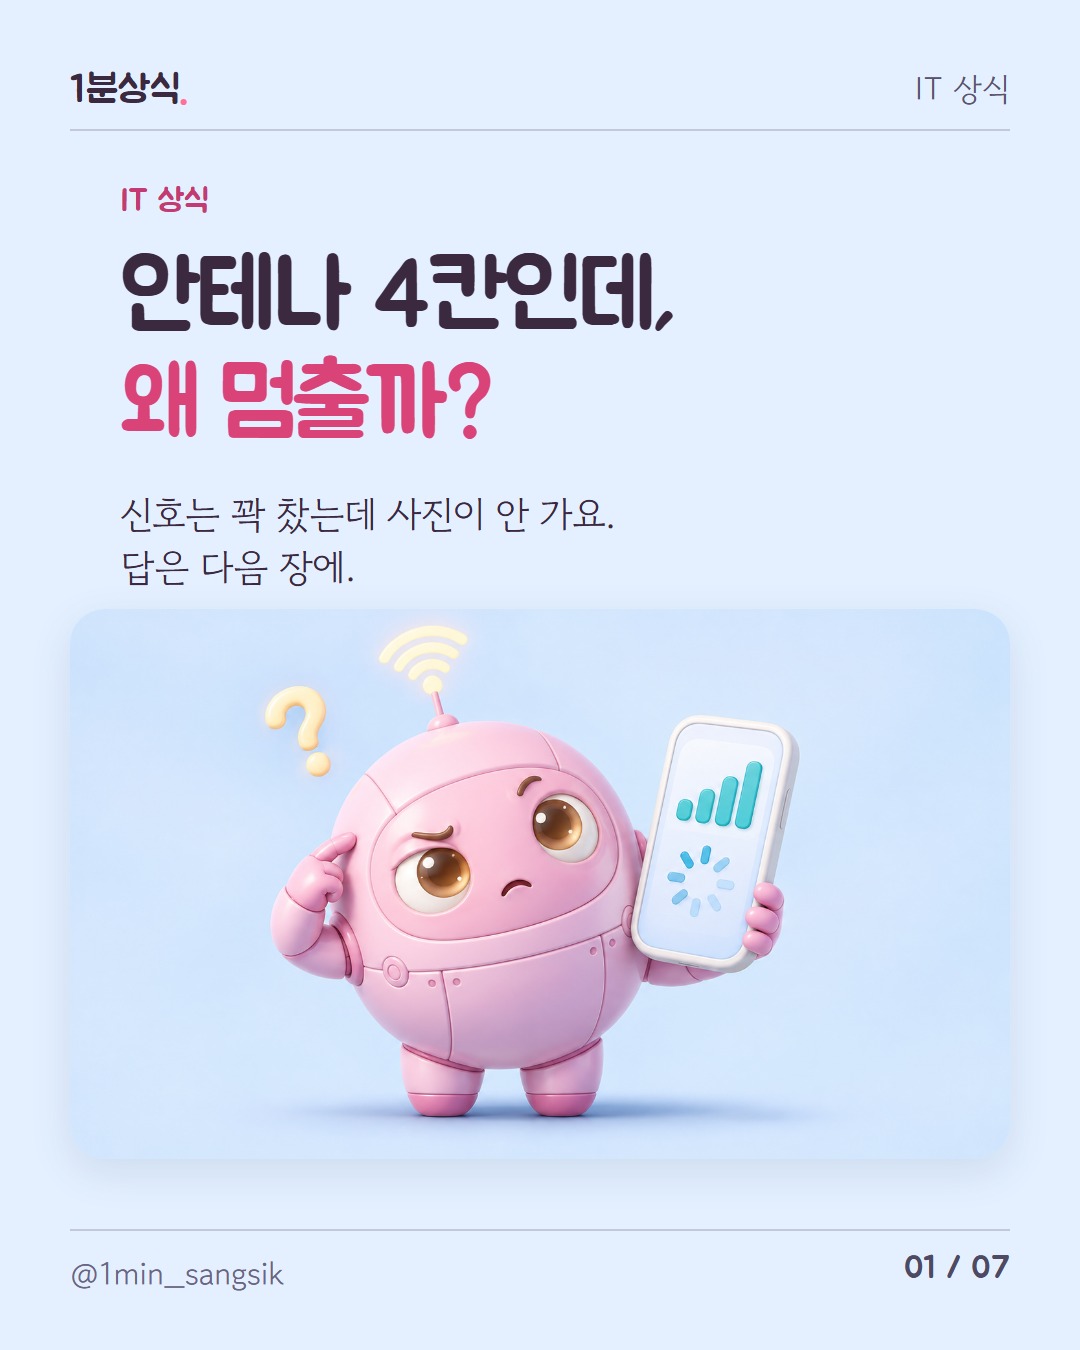 1분상식.
IT 상식
IT 상식
안테나 4칸인데,
왜 멈출까?
신호는 꽉 찼는데 사진이 안 가요.
답은 다음 장에.
@1min_sangsik
01 / 07